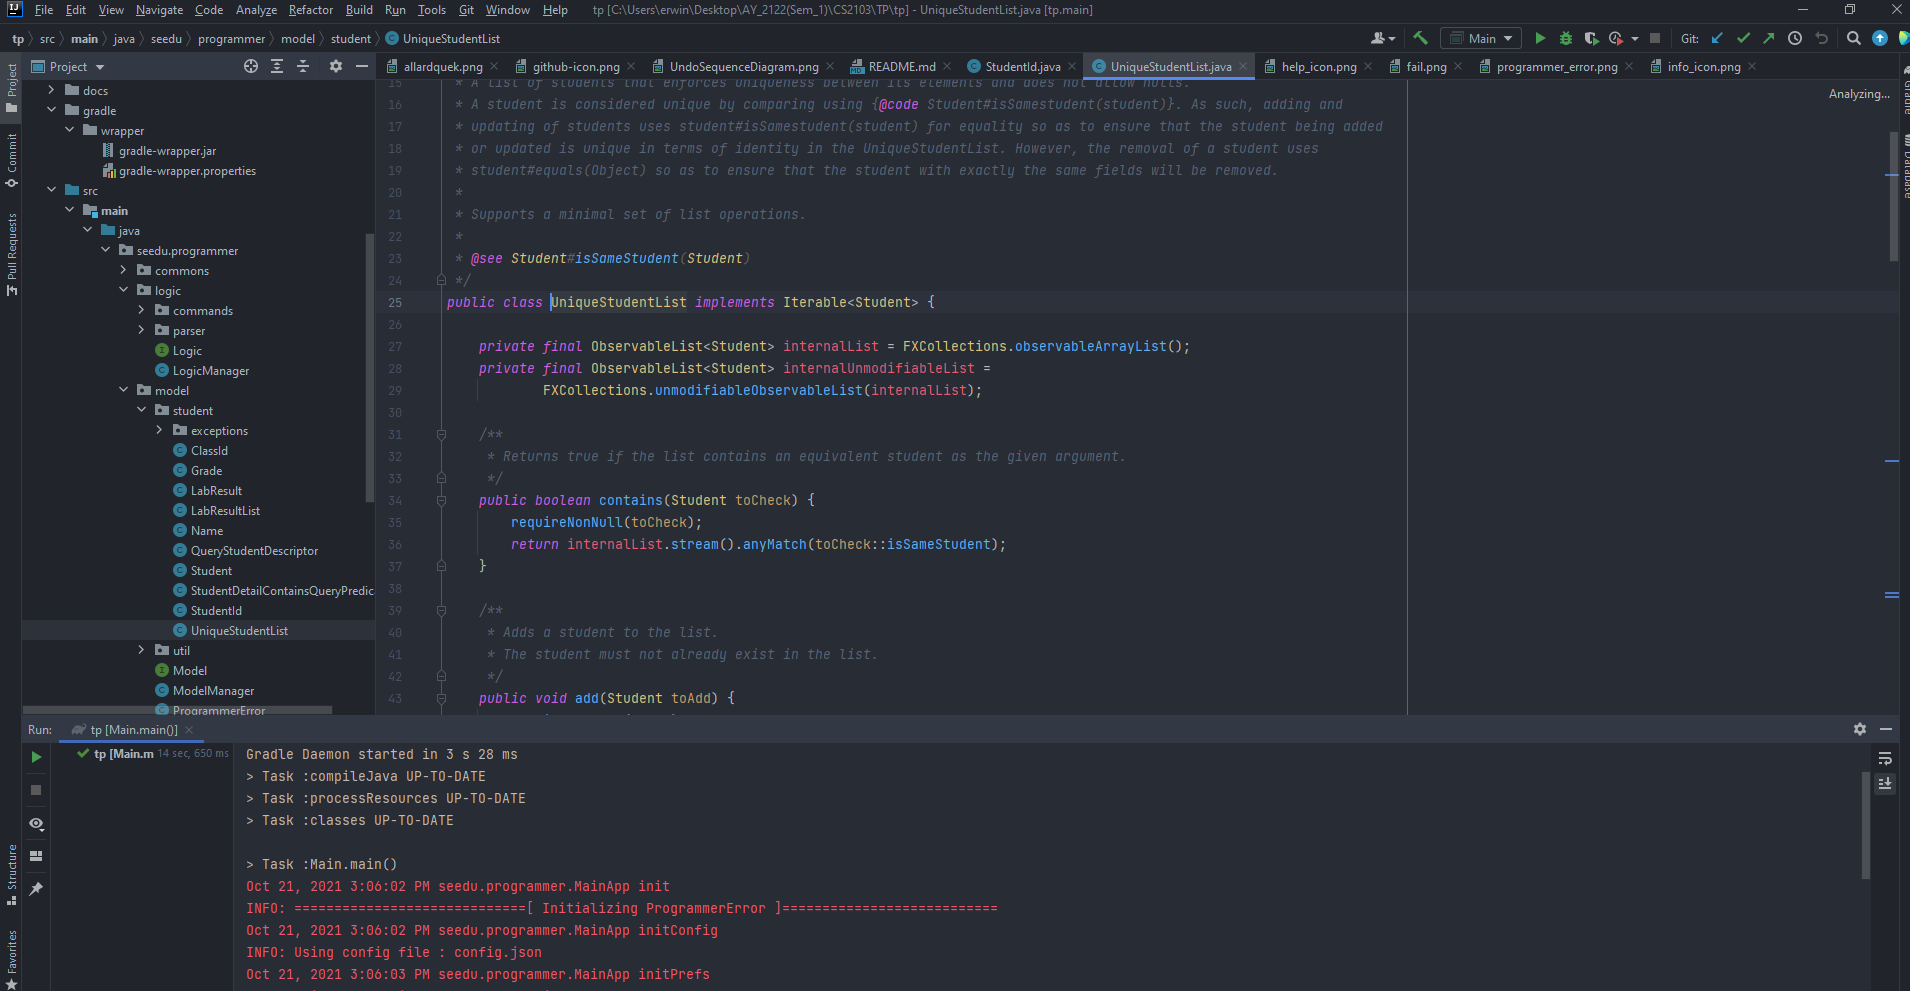 File Edit View Navigate Code Analyze Refactor Build Run Tools Git Window Help tp [C:\Users\erwin\Desktop\AY_2122(Sem_1)\CS2103\TP\tp] - UniqueStudentList.java [tp.main]
tp src main java seedu programmer model student UniqueStudentList Main Git:
Project allardquek.png github-icon.png UndoSequenceDiagram.png README.md StudentId.java UniqueStudentList.java help_icon.png fail.png programmer_error.png info_icon.png
Project
Commit
Pull Requests
Structure
Favorites
docs
gradle
wrapper
gradle-wrapper.jar
gradle-wrapper.properties
src
main
java
seedu.programmer
commons
logic
commands
parser
Logic
LogicManager
model
student
exceptions
ClassId
Grade
LabResult
LabResultList
Name
QueryStudentDescriptor
Student
StudentDetailContainsQueryPredic
StudentId
UniqueStudentList
util
Model
ModelManager
ProgrammerError
Analyzing...
Gradle
Database
15 * A list of students that enforces uniqueness between its elements and does not allow nulls.
16 * A student is considered unique by comparing using {@code Student#isSamestudent(student)}. As such, adding and
17 * updating of students uses student#isSamestudent(student) for equality so as to ensure that the student being added
18 * or updated is unique in terms of identity in the UniqueStudentList. However, the removal of a student uses
19 * student#equals(Object) so as to ensure that the student with exactly the same fields will be removed.
20 *
21 * Supports a minimal set of list operations.
22 *
23 * @see Student#isSameStudent(Student)
24 */
25 public class UniqueStudentList implements Iterable<Student> {
26
27 private final ObservableList<Student> internalList = FXCollections.observableArrayList();
28 private final ObservableList<Student> internalUnmodifiableList =
29 FXCollections.unmodifiableObservableList(internalList);
30
31 /**
32 * Returns true if the list contains an equivalent student as the given argument.
33 */
34 public boolean contains(Student toCheck) {
35 requireNonNull(toCheck);
36 return internalList.stream().anyMatch(toCheck::isSameStudent);
37 }
38
39 /**
40 * Adds a student to the list.
41 * The student must not already exist in the list.
42 */
43 public void add(Student toAdd) {
Run: tp [Main.main()]
tp [Main.m 14 sec, 650 ms
Gradle Daemon started in 3 s 28 ms
> Task :compileJava UP-TO-DATE
> Task :processResources UP-TO-DATE
> Task :classes UP-TO-DATE
> Task :Main.main()
Oct 21, 2021 3:06:02 PM seedu.programmer.MainApp init
INFO: =============================[ Initializing ProgrammerError ]===========================
Oct 21, 2021 3:06:02 PM seedu.programmer.MainApp initConfig
INFO: Using config file : config.json
Oct 21, 2021 3:06:03 PM seedu.programmer.MainApp initPrefs